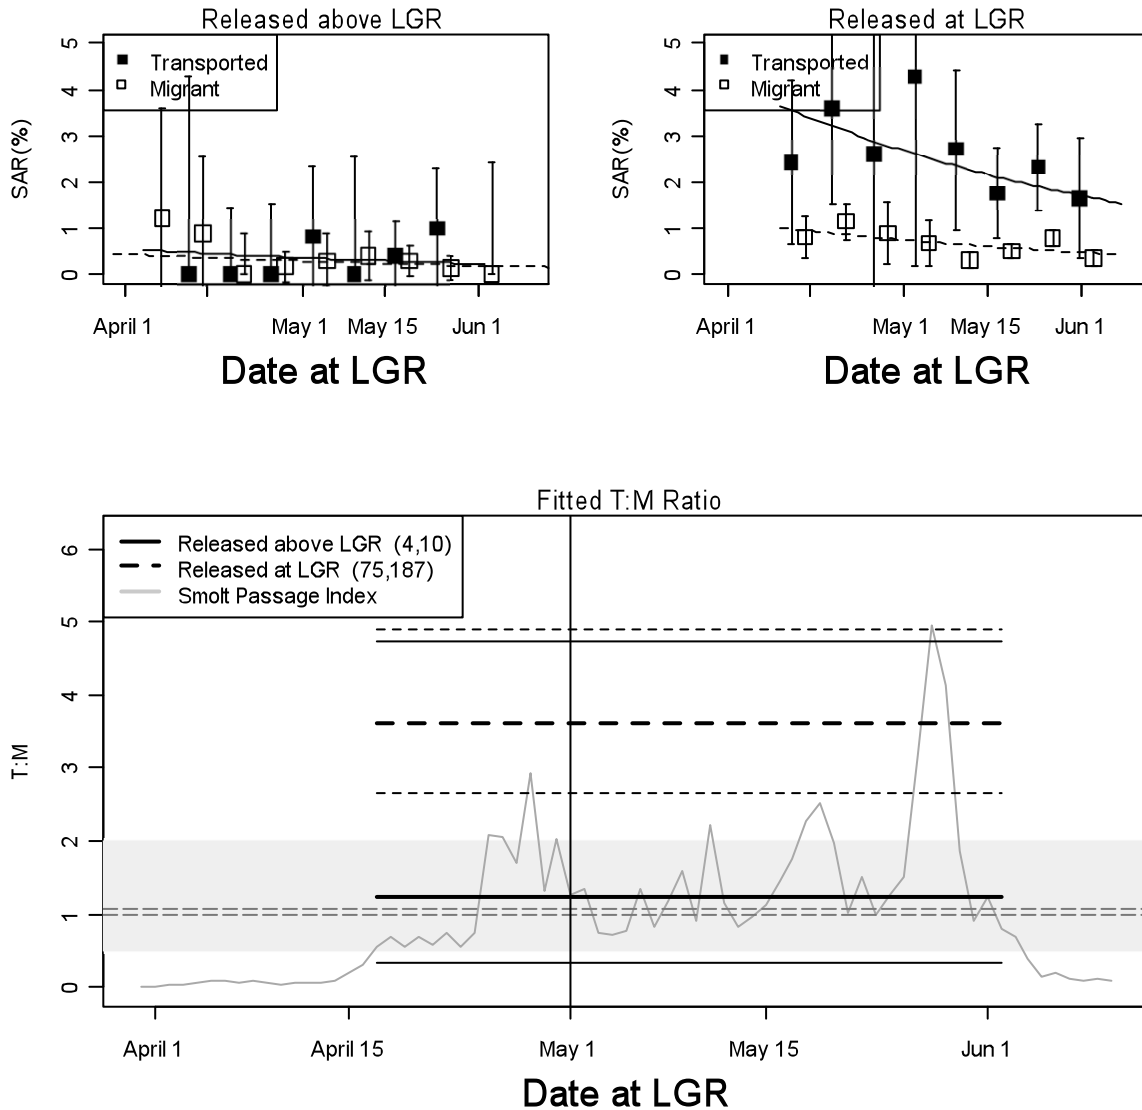 Released above LGR
SAR(%)
5
4
3
2
1
0
Transported
Migrant
April 1
May 1
May 15
Jun 1
Date at LGR
Released at LGR
SAR(%)
5
4
3
2
1
0
Transported
Migrant
April 1
May 1
May 15
Jun 1
Date at LGR
Fitted T:M Ratio
T:M
6
5
4
3
2
1
0
Released above LGR (4,10)
Released at LGR (75,187)
Smolt Passage Index
April 1
April 15
May 1
May 15
Jun 1
Date at LGR